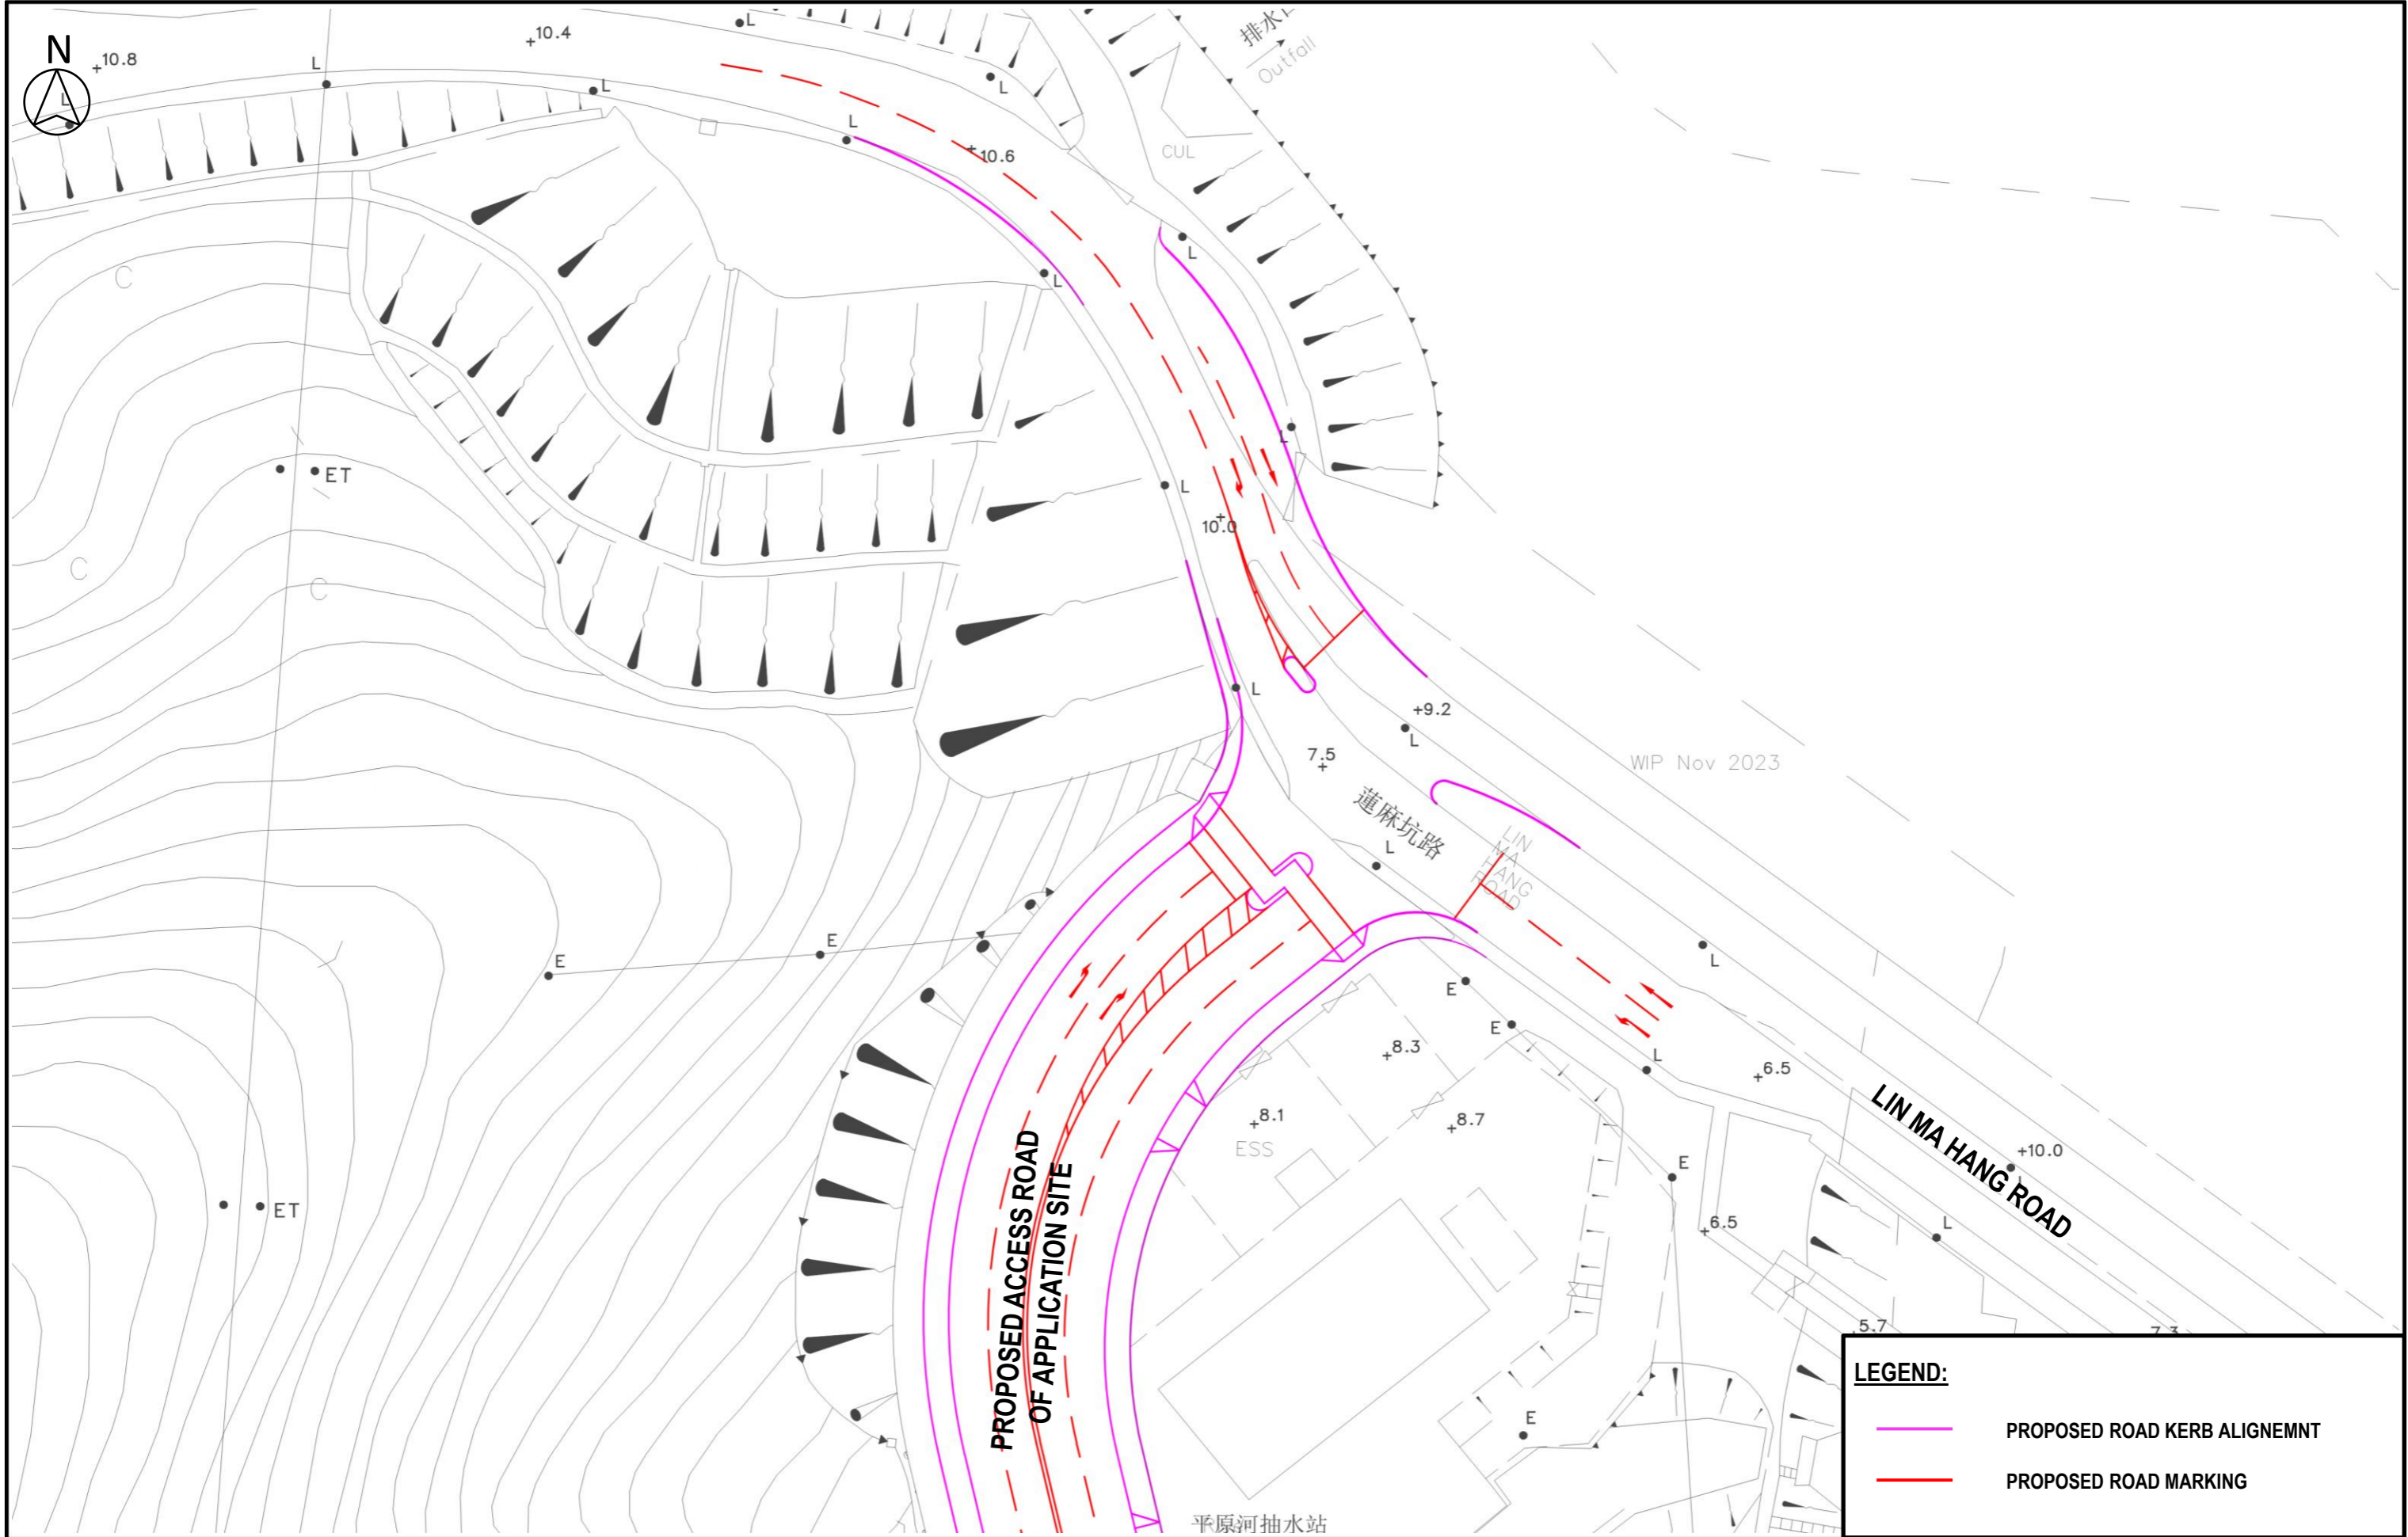 N
+10.8
+10.4
L
L
L
L
L
L
Outfall
CUL
+10.6
L
L
C
L
ET
L
10.0
C
C
L
+9.2
L
7.5
WIP Nov 2023
蓮麻坑路
LIN
MA
HANG
ROAD
L
E
E
L
E
E
L
+8.3
+6.5
+8.1
+8.7
ESS
LIN MA HANG ROAD
+10.0
E
ET
+6.5
L
PROPOSED ACCESS ROAD
OF APPLICATION SITE
5.7
7.3
E
平原河抽水站
LEGEND:
PROPOSED ROAD KERB ALIGNEMNT
PROPOSED ROAD MARKING